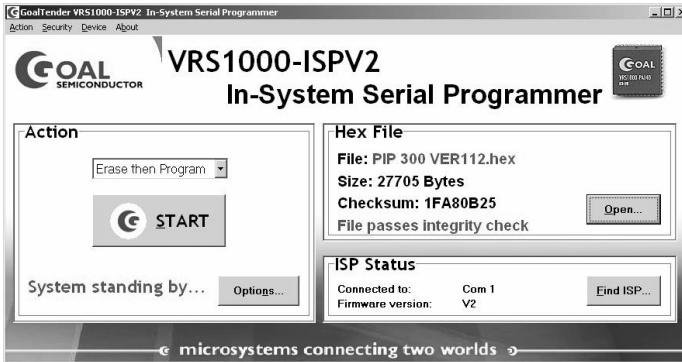 GoalTender VRS1000-ISPV2 In-System Serial Programmer
Action Security Device About
GOAL
SEMICONDUCTOR
VRS1000-ISPV2
In-System Serial Programmer
GOAL
Action
Erase then Program
START
System standing by...
Options...
Hex File
File: PIP 300 VER112.hex
Size: 27705 Bytes
Checksum: 1FA80B25
File passes integrity check
Open...
ISP Status
Connected to: Com 1
Firmware version: V2
Find ISP...
microsystems connecting two worlds